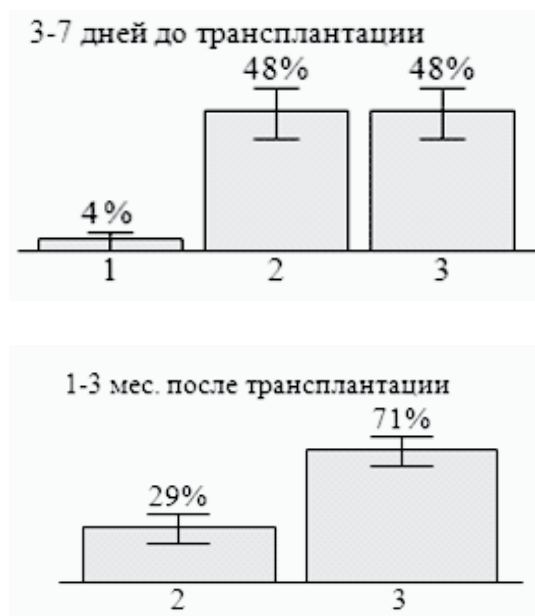 3-7 дней до трансплантации
48% 48%
4%
1 2 3
1-3 мес. после трансплантации
71%
29%
2 3